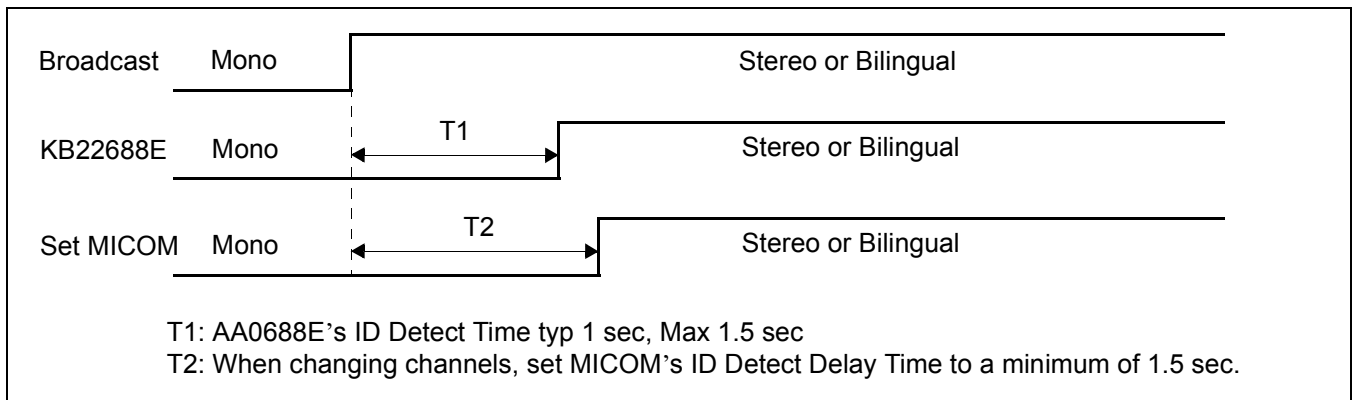 Broadcast Mono Stereo or Bilingual
T1
KB22688E Mono Stereo or Bilingual
T2
Set MICOM Mono Stereo or Bilingual
T1: AA0688E’s ID Detect Time typ 1 sec, Max 1.5 sec
T2: When changing channels, set MICOM’s ID Detect Delay Time to a minimum of 1.5 sec.